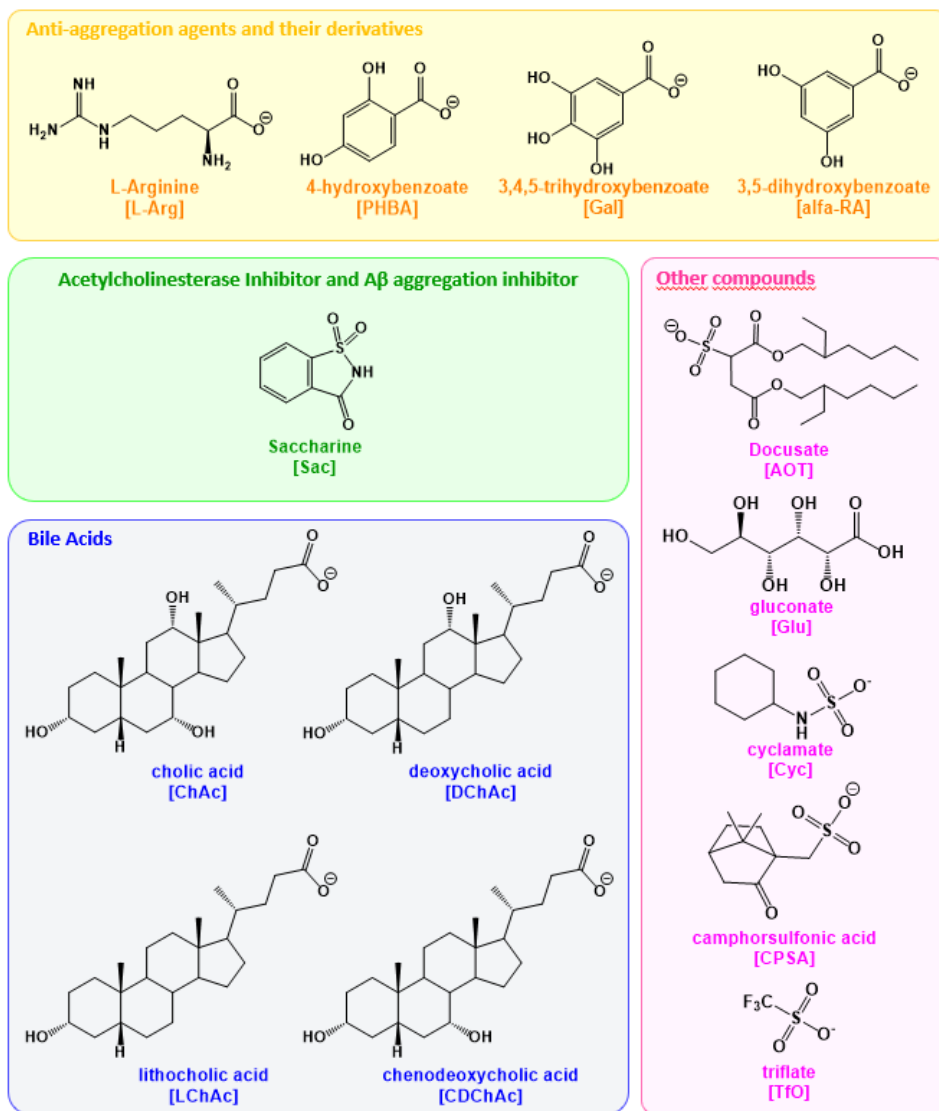 Anti-aggregation agents and their derivatives
NH
H₂N
N
H
O
O⊖
NH₂
L-Arginine
[L-Arg]
OH
O
O⊖
HO
4-hydroxybenzoate
[PHBA]
HO
O
O⊖
HO
OH
3,4,5-trihydroxybenzoate
[Gal]
HO
O
O⊖
OH
3,5-dihydroxybenzoate
[alfa-RA]
Acetylcholinesterase Inhibitor and Aβ aggregation inhibitor
O
O
S
NH
O
Saccharine
[Sac]
Other compounds
⊖O
S
O
O
O
O
O
O
Docusate
[AOT]
OH
OH
OH
O
HO
OH
OH
OH
gluconate
[Glu]
O
O⁻
S
N
H
O
cyclamate
[Cyc]
O⊖
O
S
O
O
camphorsulfonic acid
[CPSA]
F₃C
O
S
O
O⁻
triflate
[TfO]
Bile Acids
O
O⊖
OH
HO
H
OH
cholic acid
[ChAc]
O
O⊖
OH
HO
H
deoxycholic acid
[DChAc]
O
O⊖
HO
H
lithocholic acid
[LChAc]
O
O⊖
HO
H
OH
chenodeoxycholic acid
[CDChAc]